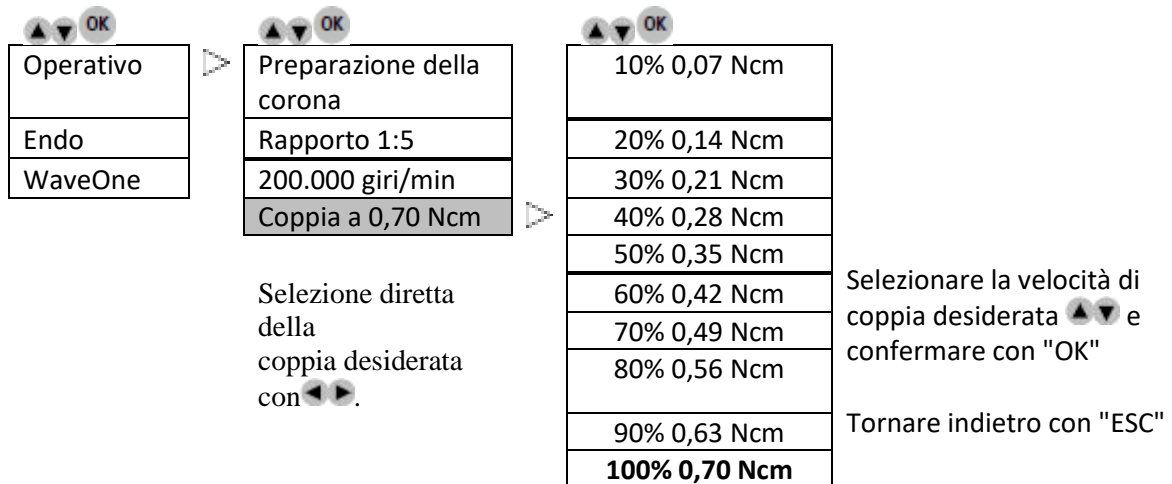 OK
OK
OK
Operativo
Endo
WaveOne
Preparazione della
corona
Rapporto 1:5
200.000 giri/min
Coppia a 0,70 Ncm
Selezione diretta
della
coppia desiderata
con .
10% 0,07 Ncm
20% 0,14 Ncm
30% 0,21 Ncm
40% 0,28 Ncm
50% 0,35 Ncm
60% 0,42 Ncm
70% 0,49 Ncm
80% 0,56 Ncm
90% 0,63 Ncm
100% 0,70 Ncm
Selezionare la velocità di
coppia desiderata e
confermare con "OK"
Tornare indietro con "ESC"